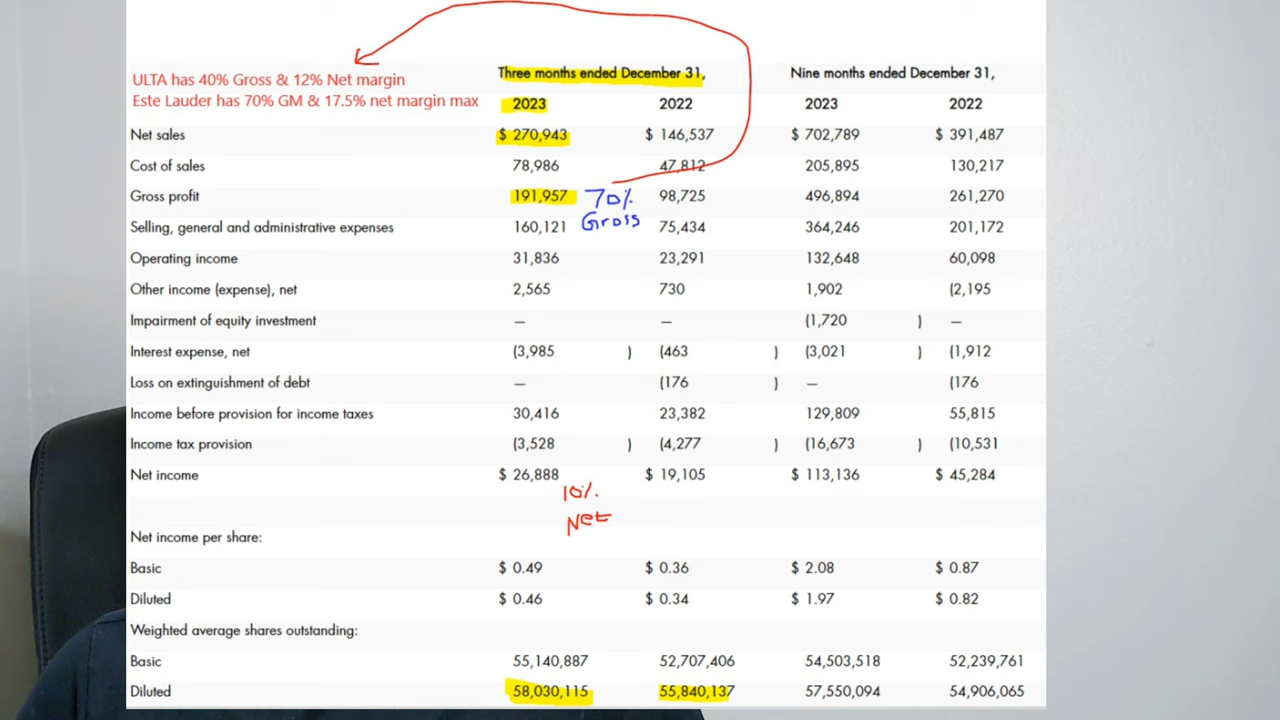 ULTA has 40% Gross & 12% Net margin
Este Lauder has 70% GM & 17.5% net margin max
Three months ended December 31, Nine months ended December 31,
2023 2022 2023 2022
Net sales $ 270,943 $ 146,537 $ 702,789 $ 391,487
Cost of sales 78,986 47,812 205,895 130,217
Gross profit 191,957 70% 98,725 496,894 261,270
Gross
Selling, general and administrative expenses 160,121 75,434 364,246 201,172
Operating income 31,836 23,291 132,648 60,098
Other income (expense), net 2,565 730 1,902 (2,195
Impairment of equity investment — — (1,720 ) —
Interest expense, net (3,985 ) (463 ) (3,021 ) (1,912
Loss on extinguishment of debt — (176 ) — (176
Income before provision for income taxes 30,416 23,382 129,809 55,815
Income tax provision (3,528 ) (4,277 ) (16,673 ) (10,531
Net income $ 26,888 $ 19,105 $ 113,136 $ 45,284
10%
Net
Net income per share:
Basic $ 0.49 $ 0.36 $ 2.08 $ 0.87
Diluted $ 0.46 $ 0.34 $ 1.97 $ 0.82
Weighted average shares outstanding:
Basic 55,140,887 52,707,406 54,503,518 52,239,761
Diluted 58,030,115 55,840,137 57,550,094 54,906,065